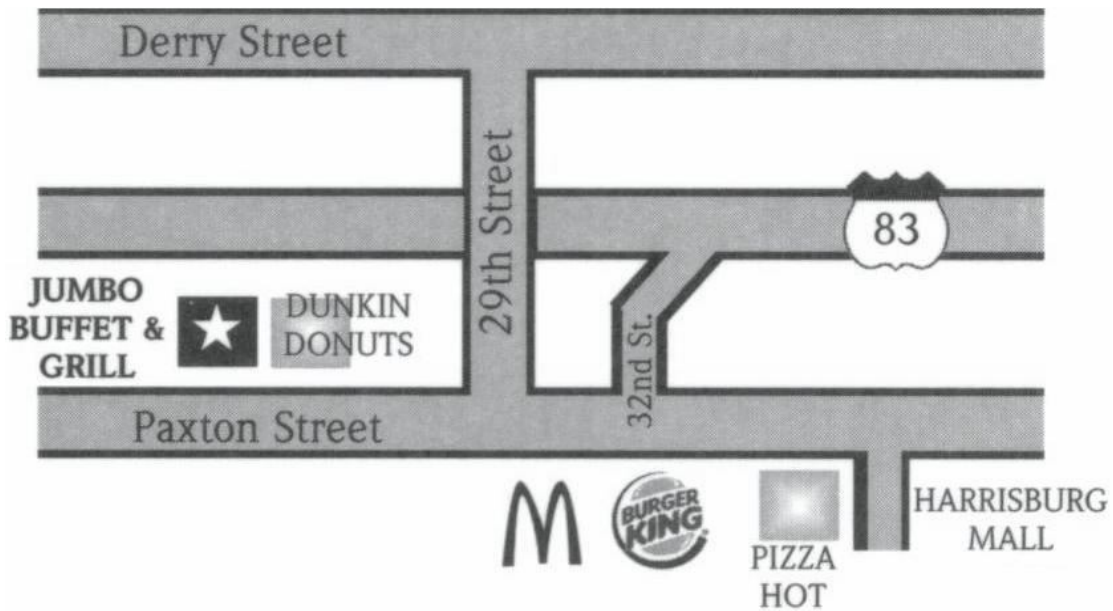 Derry Street
29th Street
83
JUMBO
BUFFET &
GRILL
DUNKIN
DONUTS
32nd St.
Paxton Street
BURGER
KING
HARRISBURG
MALL
PIZZA
HOT